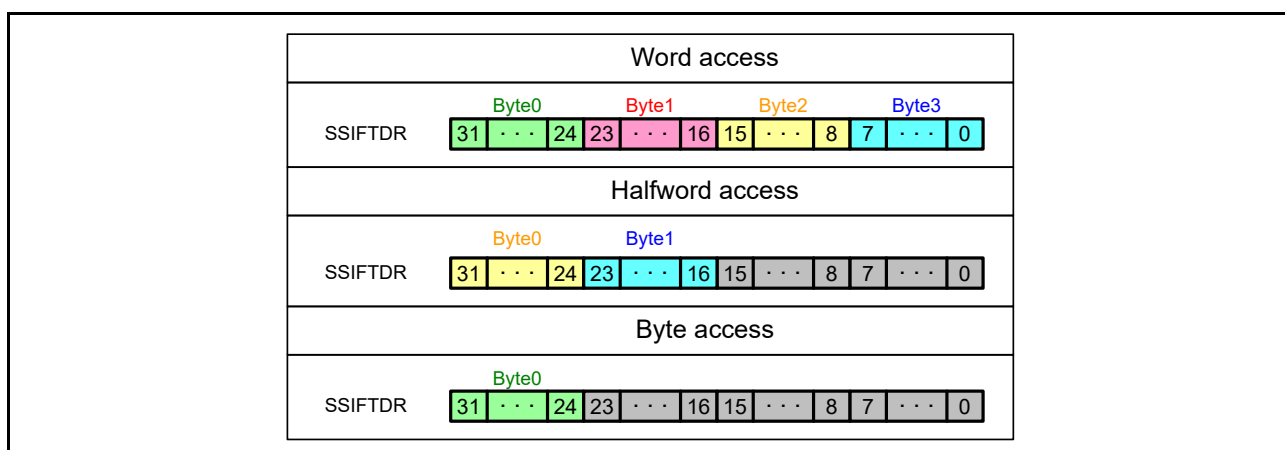 Word access
Byte0 Byte1 Byte2 Byte3
SSIFTDR 31 ··· 24 23 ··· 16 15 ··· 8 7 ··· 0
Halfword access
Byte0 Byte1
SSIFTDR 31 ··· 24 23 ··· 16 15 ··· 8 7 ··· 0
Byte access
Byte0
SSIFTDR 31 ··· 24 23 ··· 16 15 ··· 8 7 ··· 0